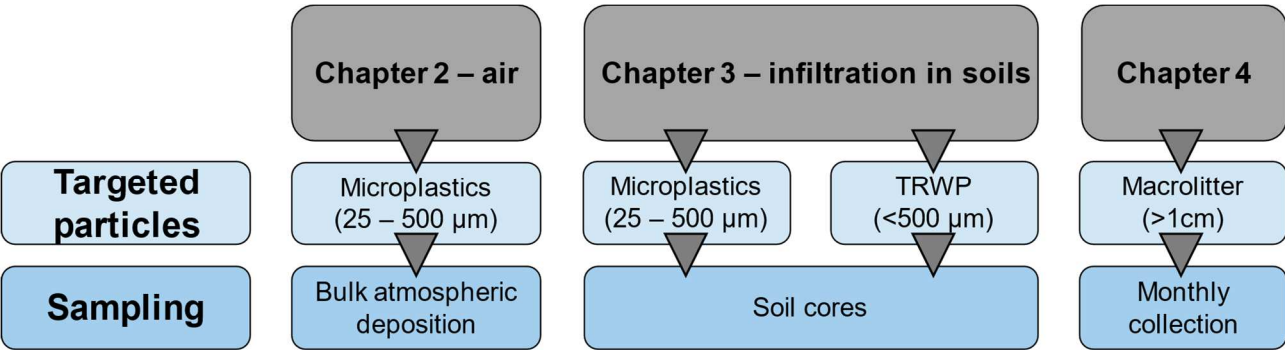 Chapter 2 – air
Chapter 3 – infiltration in soils
Chapter 4
Targeted
particles
Microplastics
(25 – 500 µm)
Microplastics
(25 – 500 µm)
TRWP
(<500 µm)
Macrolitter
(>1cm)
Sampling
Bulk atmospheric
deposition
Soil cores
Monthly
collection